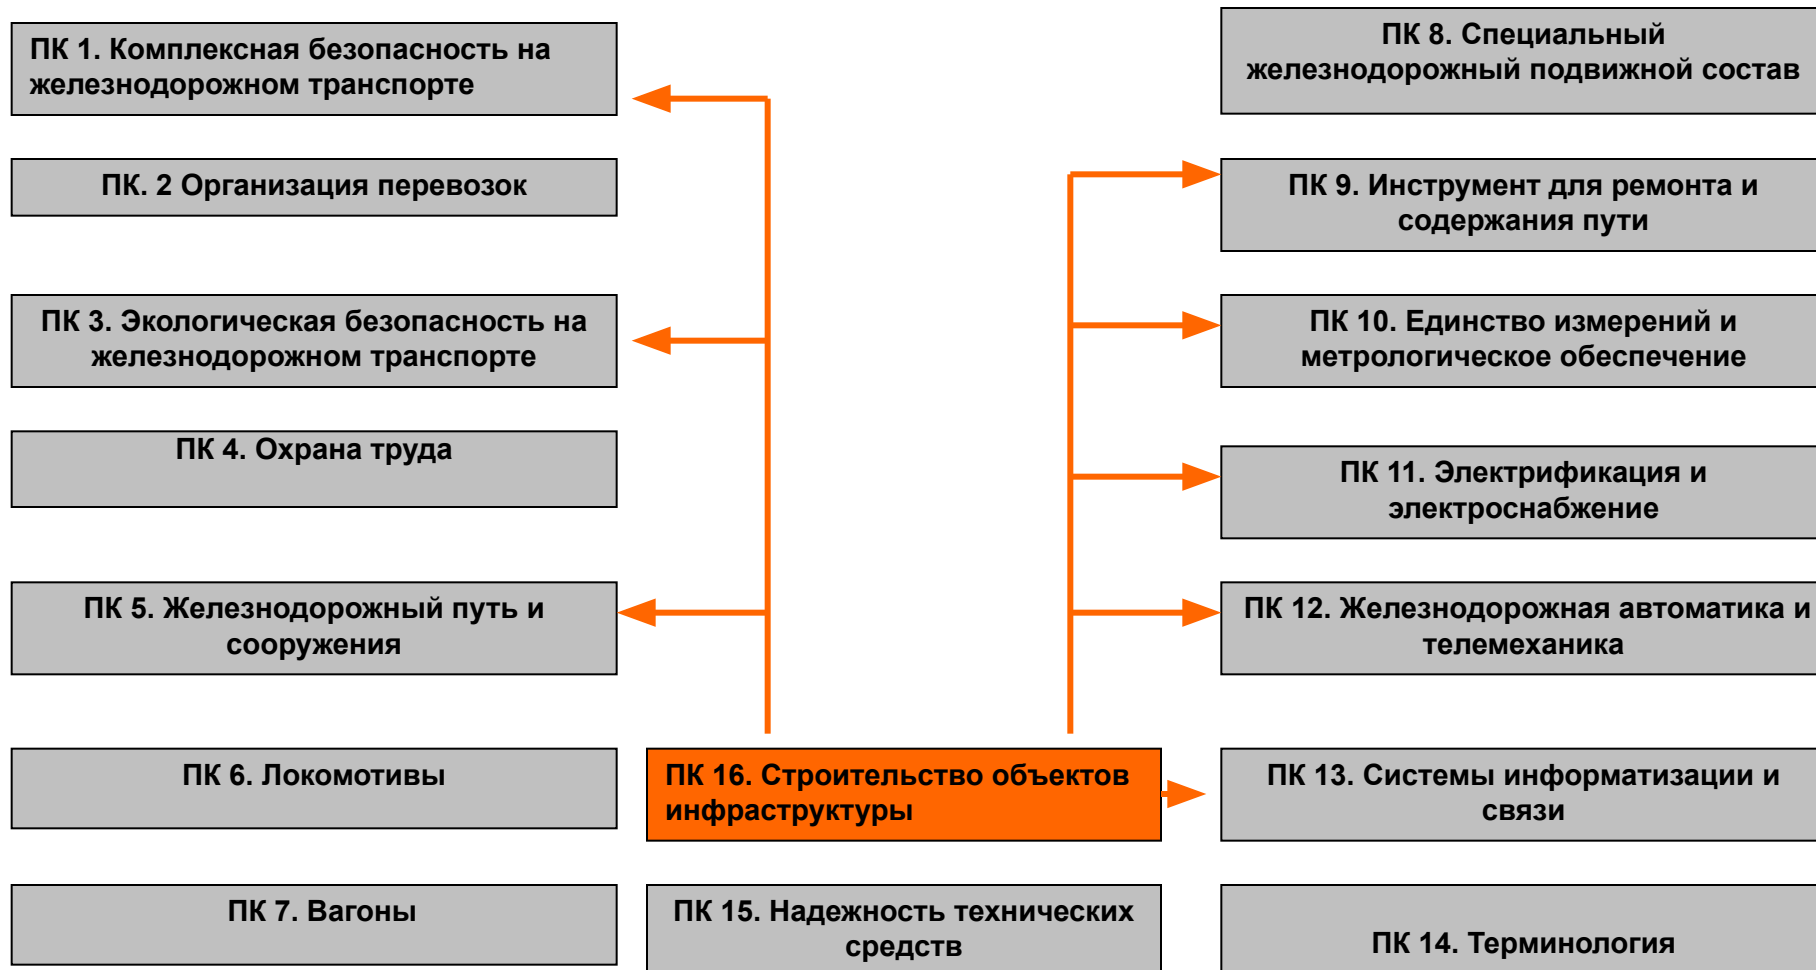 ПК 1. Комплексная безопасность на
железнодорожном транспорте
ПК. 2 Организация перевозок
ПК 3. Экологическая безопасность на
железнодорожном транспорте
ПК 4. Охрана труда
ПК 5. Железнодорожный путь и
сооружения
ПК 6. Локомотивы
ПК 7. Вагоны
ПК 16. Строительство объектов
инфраструктуры
ПК 15. Надежность технических
средств
ПК 8. Специальный
железнодорожный подвижной состав
ПК 9. Инструмент для ремонта и
содержания пути
ПК 10. Единство измерений и
метрологическое обеспечение
ПК 11. Электрификация и
электроснабжение
ПК 12. Железнодорожная автоматика и
телемеханика
ПК 13. Системы информатизации и
связи
ПК 14. Терминология